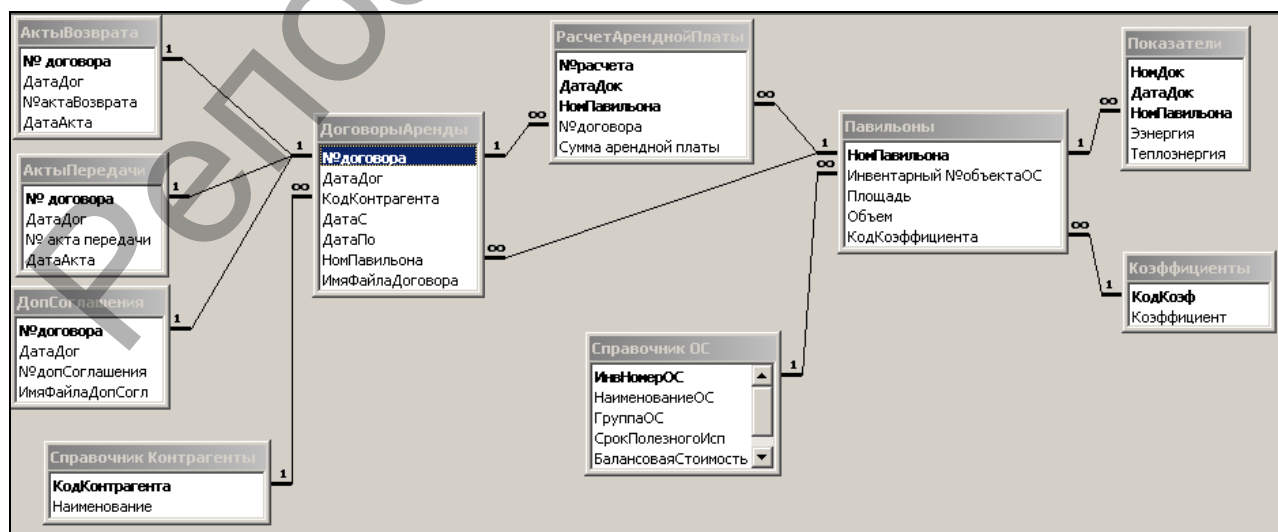 АктыВозврата
№ договора
ДатаДог
№актаВозврата
ДатаАкта
АктыПередачи
№ договора
ДатаДог
№ акта передачи
ДатаАкта
ДопСоглашения
№договора
ДатаДог
№допСоглашения
ИмяФайлаДопСогл
Справочник Контрагенты
КодКонтрагента
Наименование
ДоговорыАренды
№договора
ДатаДог
КодКонтрагента
ДатаС
ДатаПо
НомПавильона
ИмяФайлаДоговора
РасчетАренднойПлаты
№расчета
ДатаДок
НомПавильона
№договора
Сумма арендной платы
Справочник ОС
ИнвНомерОС
НаименованиеОС
ГруппаОС
СрокПолезногоИсп
БалансоваяСтоимость
Павильоны
НомПавильона
Инвентарный №объектаОС
Площадь
Объем
КодКоэффициента
Показатели
НомДок
ДатаДок
НомПавильона
Ээнергия
Теплоэнергия
Коэффициенты
КодКоэф
Коэффициент
1
1
1
1
1
∞
1
∞
∞
∞
1
∞
1
1
∞
∞
1
Репо